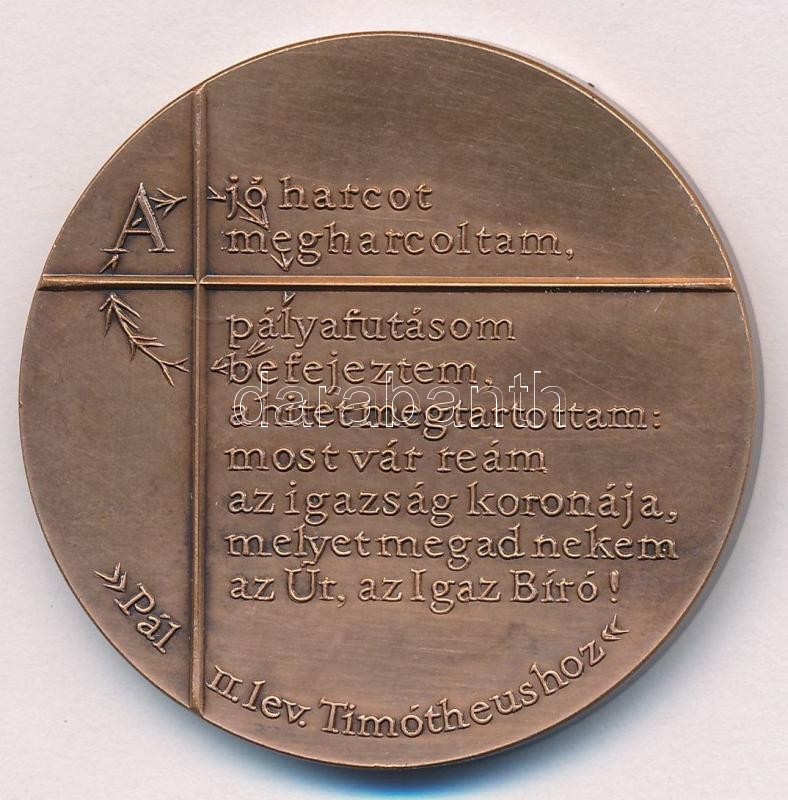 A jó harcot
megharcoltam,
pályafutásom
befejeztem,
a hitet megtartottam:
most vár reám
az igazság koronája,
melyet megad nekem
az Úr, az Igaz Bíró!
»Pál II. lev. Timótheushoz«
darabanth